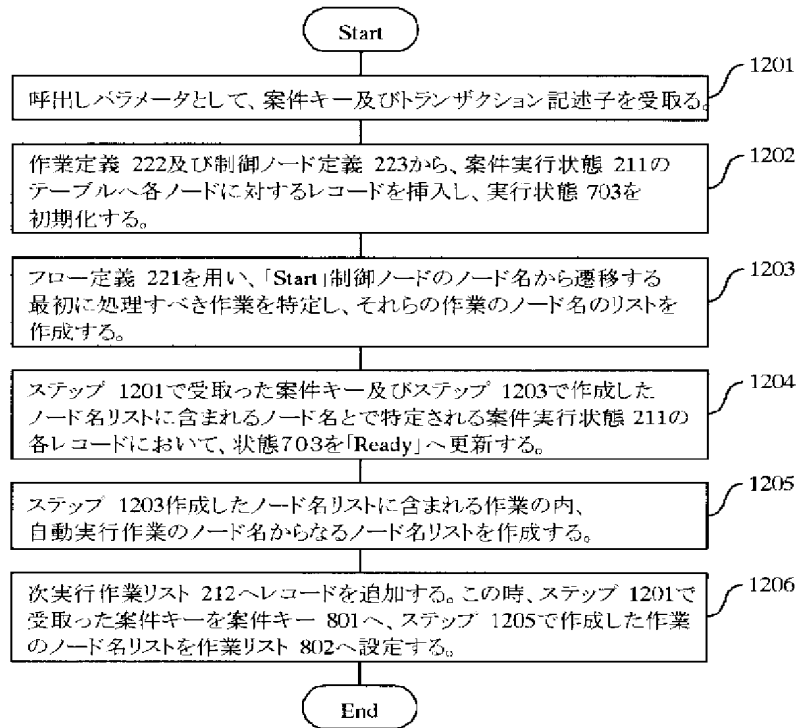 Start
1201
呼出しパラメータとして、案件キー及びトランザクション記述子を受取る。
1202
作業定義 222及び制御ノード定義 223から、案件実行状態 211の
テーブルへ各ノードに対するレコードを挿入し、実行状態 703を
初期化する。
1203
フロー定義 221を用い、「Start」制御ノードのノード名から遷移する
最初に処理すべき作業を特定し、それらの作業のノード名のリストを
作成する。
1204
ステップ 1201で受取った案件キー及びステップ 1203で作成した
ノード名リストに含まれるノード名とで特定される案件実行状態 211の
各レコードにおいて、状態703を「Ready」へ更新する。
1205
ステップ 1203作成したノード名リストに含まれる作業の内、
自動実行作業のノード名からなるノード名リストを作成する。
1206
次実行作業リスト 212へレコードを追加する。この時、ステップ 1201で
受取った案件キーを案件キー 801へ、ステップ 1205で作成した作業
のノード名リストを作業リスト 802へ設定する。
End